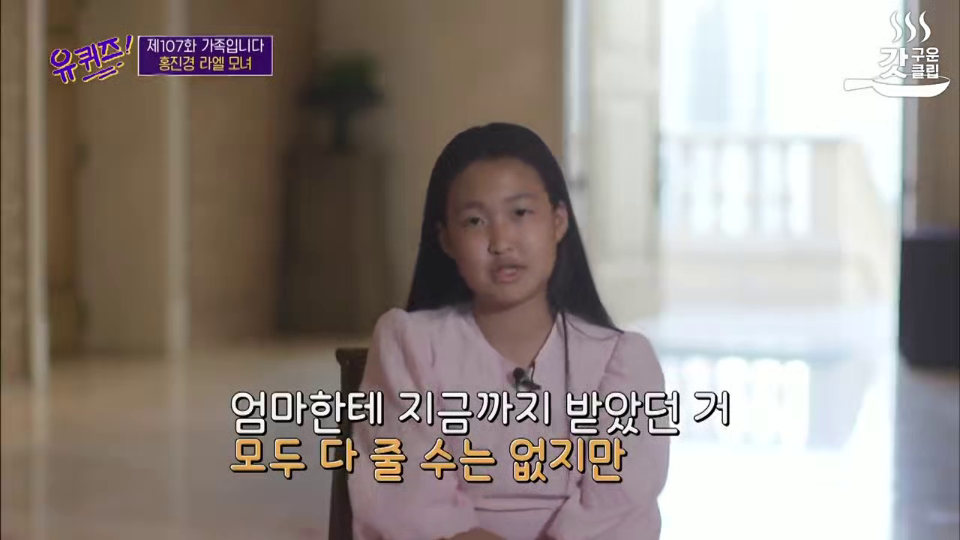 유퀴즈!
제107화 가족입니다
홍진경 라엘 모녀
갓구운
클립
엄마한테 지금까지 받았던 거
모두 다 줄 수는 없지만